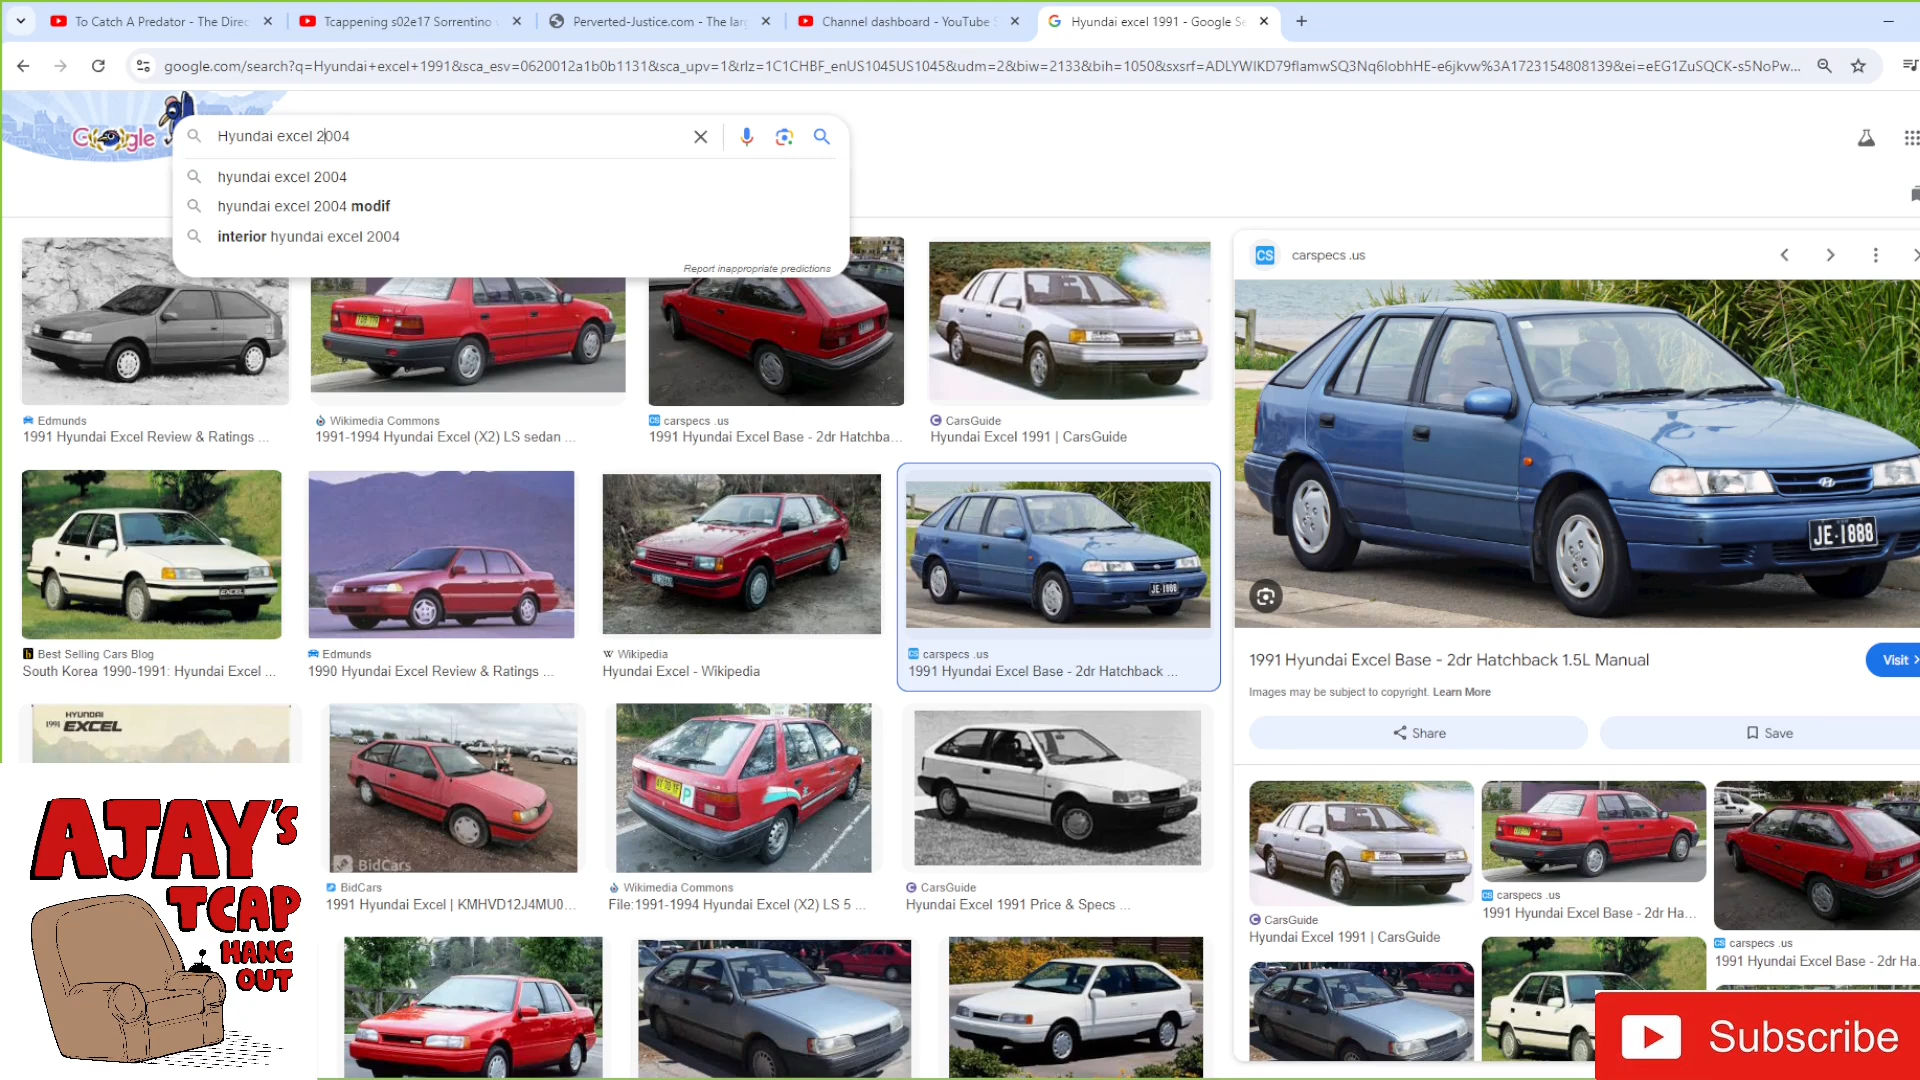 To Catch A Predator - The Direc
Tcappening s02e17 Sorrentino
Perverted-Justice.com - The lar
Channel dashboard - YouTube S
Hyundai excel 1991 - Google Se
google.com/search?q=Hyundai+excel+1991&sca_esv=0620012a1b0b1131&sca_upv=1&rlz=1C1CHBF_enUS1045US1045&udm=2&biw=2133&bih=1050&sxsrf=ADLYWIKD79flamwSQ3Nq6lobhHE-e6jkvw%3A1723154808139&ei=eEG1ZuSQCK-s5NoPw...
Google
Hyundai excel 2004
hyundai excel 2004
hyundai excel 2004 modif
interior hyundai excel 2004
Report inappropriate predictions
CS carspecs .us
Edmunds
1991 Hyundai Excel Review & Ratings ...
Wikimedia Commons
1991-1994 Hyundai Excel (X2) LS sedan ...
CS carspecs .us
1991 Hyundai Excel Base - 2dr Hatchba...
CarsGuide
Hyundai Excel 1991 | CarsGuide
JE·1888
Best Selling Cars Blog
South Korea 1990-1991: Hyundai Excel ...
Edmunds
1990 Hyundai Excel Review & Ratings ...
W Wikipedia
Hyundai Excel - Wikipedia
JE·1888
CS carspecs .us
1991 Hyundai Excel Base - 2dr Hatchback ...
1991 Hyundai Excel Base - 2dr Hatchback 1.5L Manual
Visit
Images may be subject to copyright. Learn More
Share
Save
HYUNDAI
1991 EXCEL
BidCars
BidCars
1991 Hyundai Excel | KMHVD12J4MU0...
Wikimedia Commons
File:1991-1994 Hyundai Excel (X2) LS 5 ...
CarsGuide
Hyundai Excel 1991 Price & Specs ...
CarsGuide
Hyundai Excel 1991 | CarsGuide
CS carspecs .us
1991 Hyundai Excel Base - 2dr Ha...
CS carspecs .us
1991 Hyundai Excel Base - 2dr Ha...
AJAY's
TCAP
HANG
OUT
Subscribe